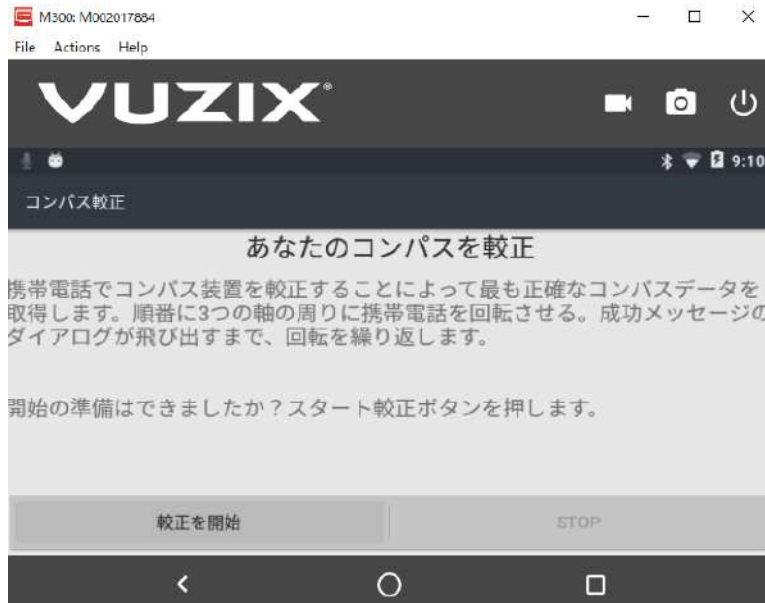 M300: M002017884
File Actions Help
VUZIX®
9:10
コンパス較正
あなたのコンパスを較正
携帯電話でコンパス装置を較正することによって最も正確なコンパスデータを
取得します。順番に3つの軸の周りに携帯電話を回転させる。成功メッセージの
ダイアログが飛び出すまで、回転を繰り返します。
開始の準備はできましたか？スタート較正ボタンを押します。
較正を開始
STOP